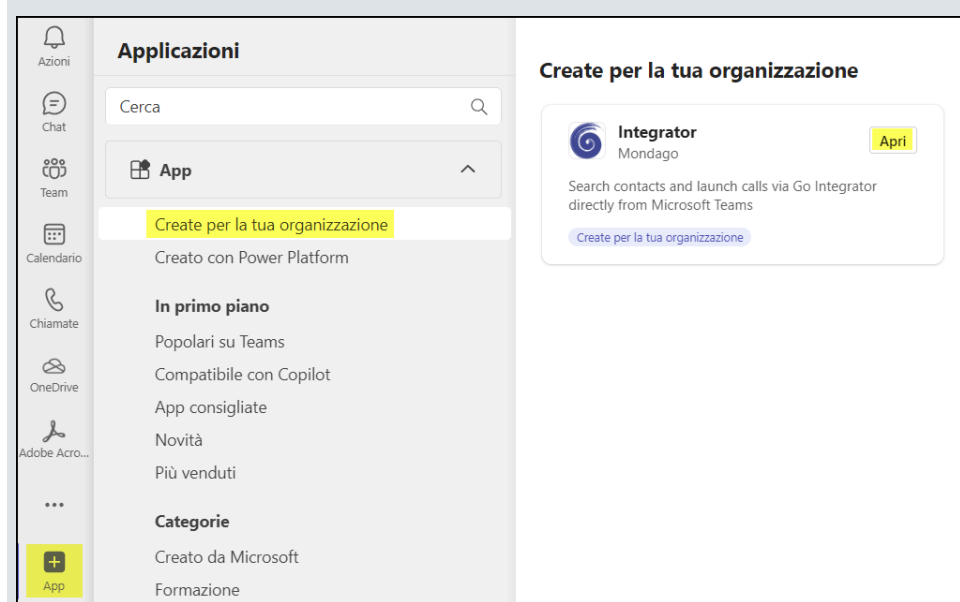 Azioni
Chat
Team
Calendario
Chiamate
OneDrive
Adobe Acro...
App
Applicazioni
Cerca
App
Create per la tua organizzazione
Creato con Power Platform
In primo piano
Popolari su Teams
Compatibile con Copilot
App consigliate
Novità
Più venduti
Categorie
Creato da Microsoft
Formazione
Create per la tua organizzazione
Integrator
Mondago
Apri
Search contacts and launch calls via Go Integrator
directly from Microsoft Teams
Create per la tua organizzazione